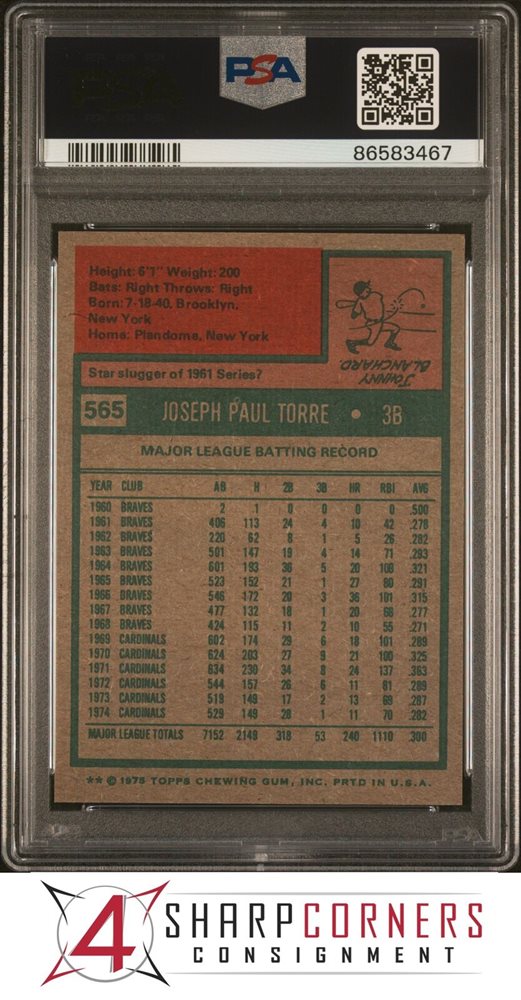 PSA
86583467
Height: 6'1" Weight: 200
Bats: Right Throws: Right
Born: 7-18-40, Brooklyn,
New York
Home: Plandome, New York
JOHNNY
BLANCHARD
Star slugger of 1961 Series?
565 JOSEPH PAUL TORRE • 3B
MAJOR LEAGUE BATTING RECORD
YEAR CLUB AB H 2B 3B HR RBI AVG
1960 BRAVES 2 1 0 0 0 0 .500
1961 BRAVES 406 113 24 4 10 42 .278
1962 BRAVES 220 62 8 1 5 26 .282
1963 BRAVES 501 147 19 4 14 71 .293
1964 BRAVES 601 193 36 5 20 100 .321
1965 BRAVES 523 152 21 1 27 80 .291
1966 BRAVES 546 172 20 3 36 101 .315
1967 BRAVES 477 132 18 1 20 68 .277
1968 BRAVES 424 115 11 2 10 55 .271
1969 CARDINALS 602 174 29 6 18 101 .289
1970 CARDINALS 624 203 27 9 21 100 .325
1971 CARDINALS 634 230 34 8 24 137 .363
1972 CARDINALS 544 157 26 6 11 81 .289
1973 CARDINALS 519 149 17 2 13 69 .287
1974 CARDINALS 529 149 28 1 11 70 .282
MAJOR LEAGUE TOTALS 7152 2149 318 53 240 1110 .300
** © 1975 TOPPS CHEWING GUM, INC. PRTD IN U.S.A.
4 SHARPCORNERS
CONSIGNMENT